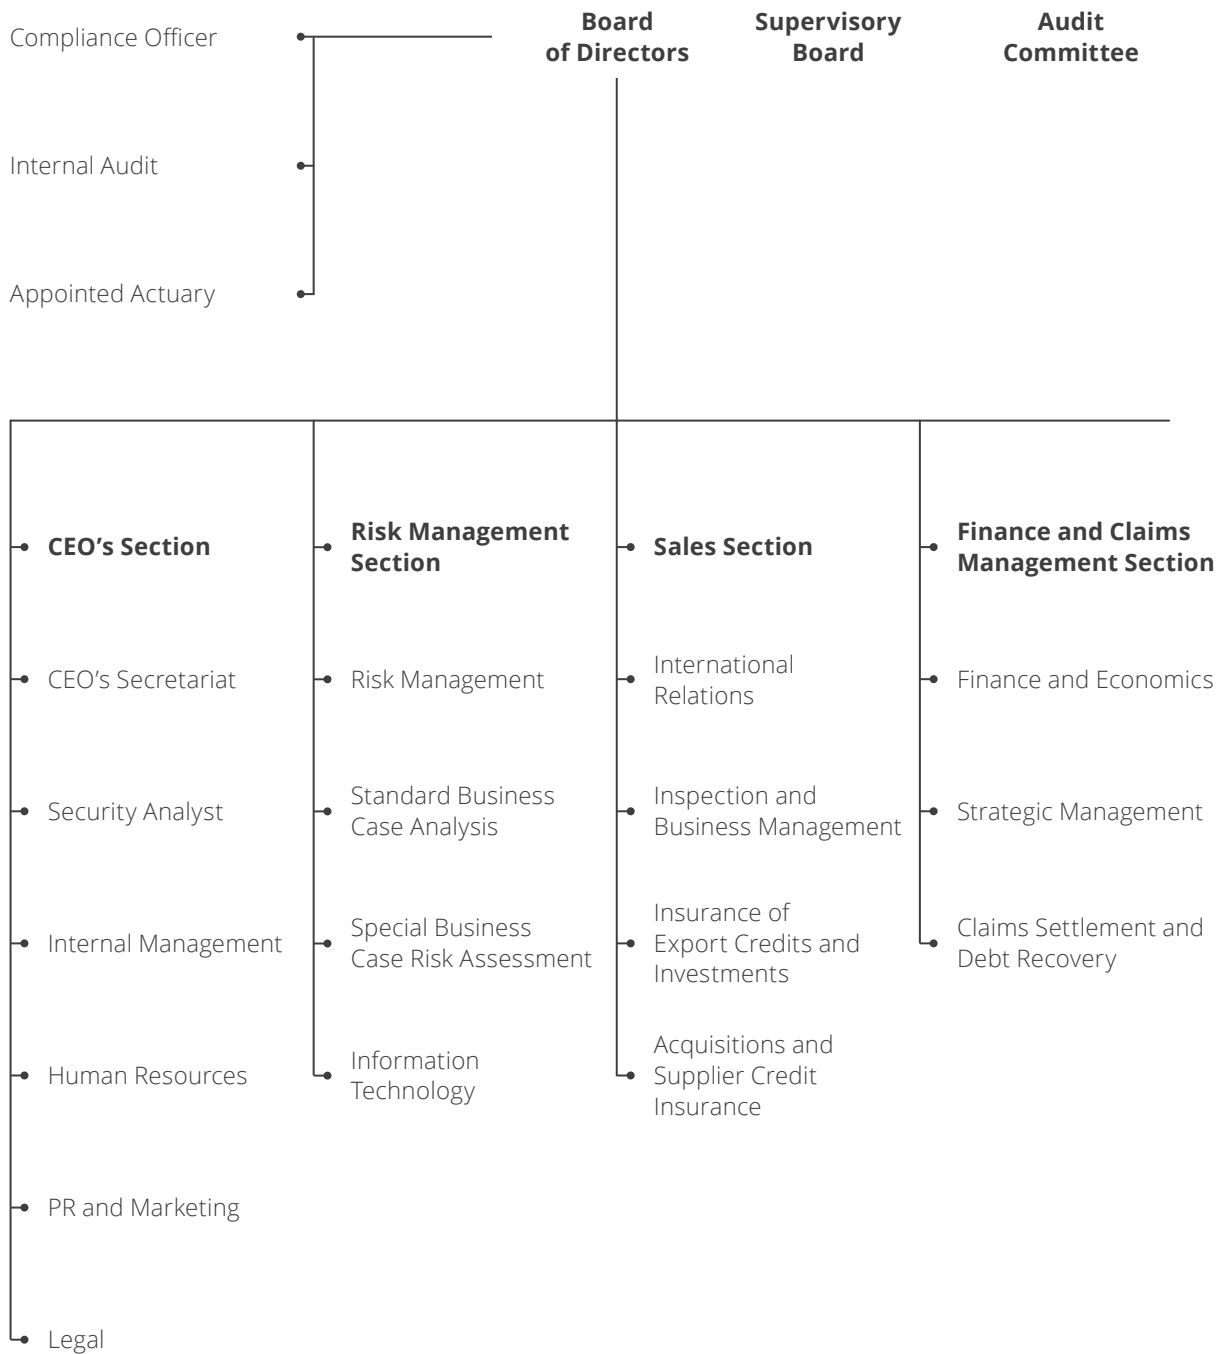 Compliance Officer
Board
of Directors
Supervisory
Board
Audit
Committee
Internal Audit
Appointed Actuary
CEO’s Section
CEO’s Secretariat
Security Analyst
Internal Management
Human Resources
PR and Marketing
Legal
Risk Management
Section
Risk Management
Standard Business
Case Analysis
Special Business
Case Risk Assessment
Information
Technology
Sales Section
International
Relations
Inspection and
Business Management
Insurance of
Export Credits and
Investments
Acquisitions and
Supplier Credit
Insurance
Finance and Claims
Management Section
Finance and Economics
Strategic Management
Claims Settlement and
Debt Recovery